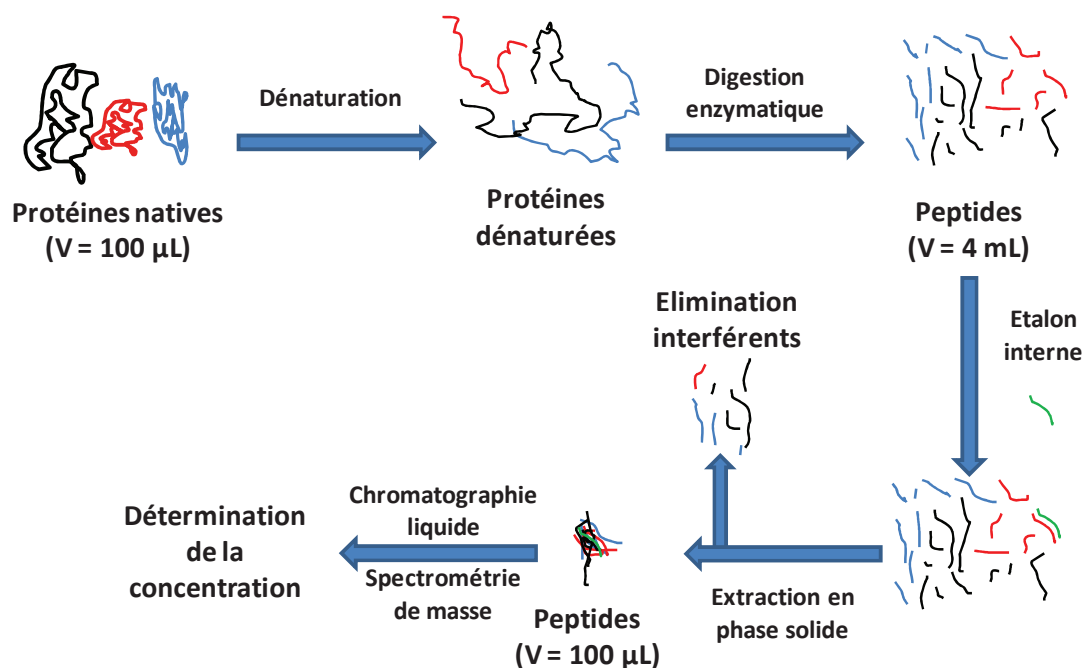 Dénaturation
Digestion
enzymatique
Protéines natives
(V = 100 µL)
Protéines
dénaturées
Peptides
(V = 4 mL)
Etalon
interne
Elimination
interférents
Extraction en
phase solide
Peptides
(V = 100 µL)
Chromatographie
liquide
Spectrométrie
de masse
Détermination
de la
concentration